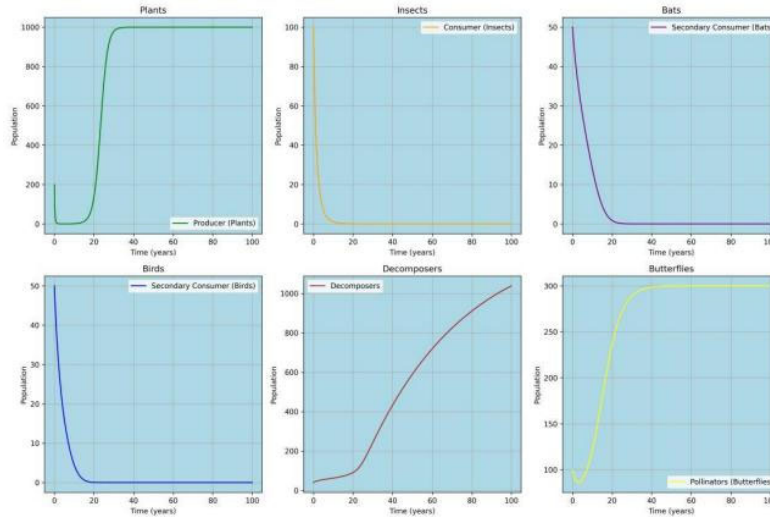 Plants
Insects
Bats
1000
800
600
400
200
0
Population
Producer (Plants)
0
20
40
60
80
100
Time (years)
100
80
60
40
20
0
Population
Consumer (Insects)
0
20
40
60
80
100
Time (years)
50
40
30
20
10
0
Population
Secondary Consumer (Bats
0
20
40
60
80
100
Time (years)
Birds
Decomposers
Butterflies
50
40
30
20
10
0
Population
Secondary Consumer (Birds)
0
20
40
60
80
100
Time (years)
1000
800
600
400
200
0
Population
Decomposers
0
20
40
60
80
100
Time (years)
300
250
200
150
100
Population
Pollinators (Butterflies
0
20
40
60
80
100
Time (years)